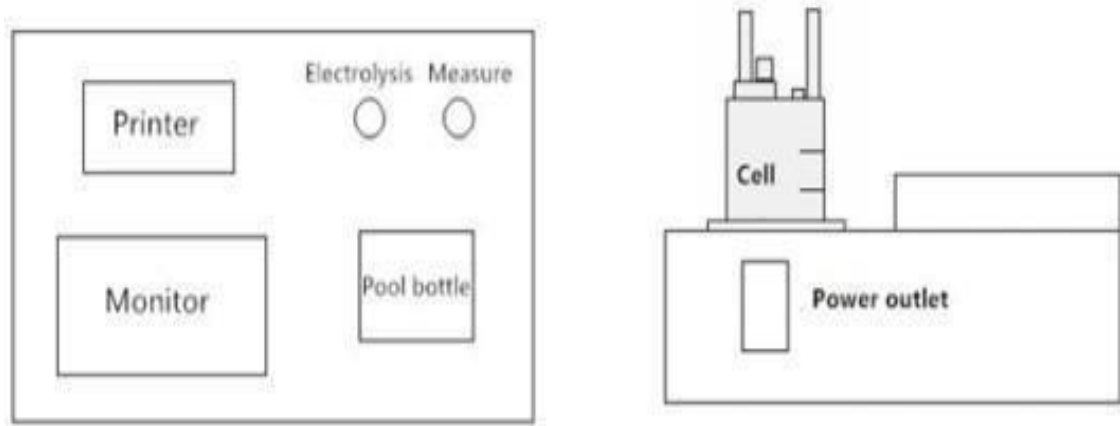 Electrolysis Measure
Printer
Monitor
Pool bottle
Cell
Power outlet